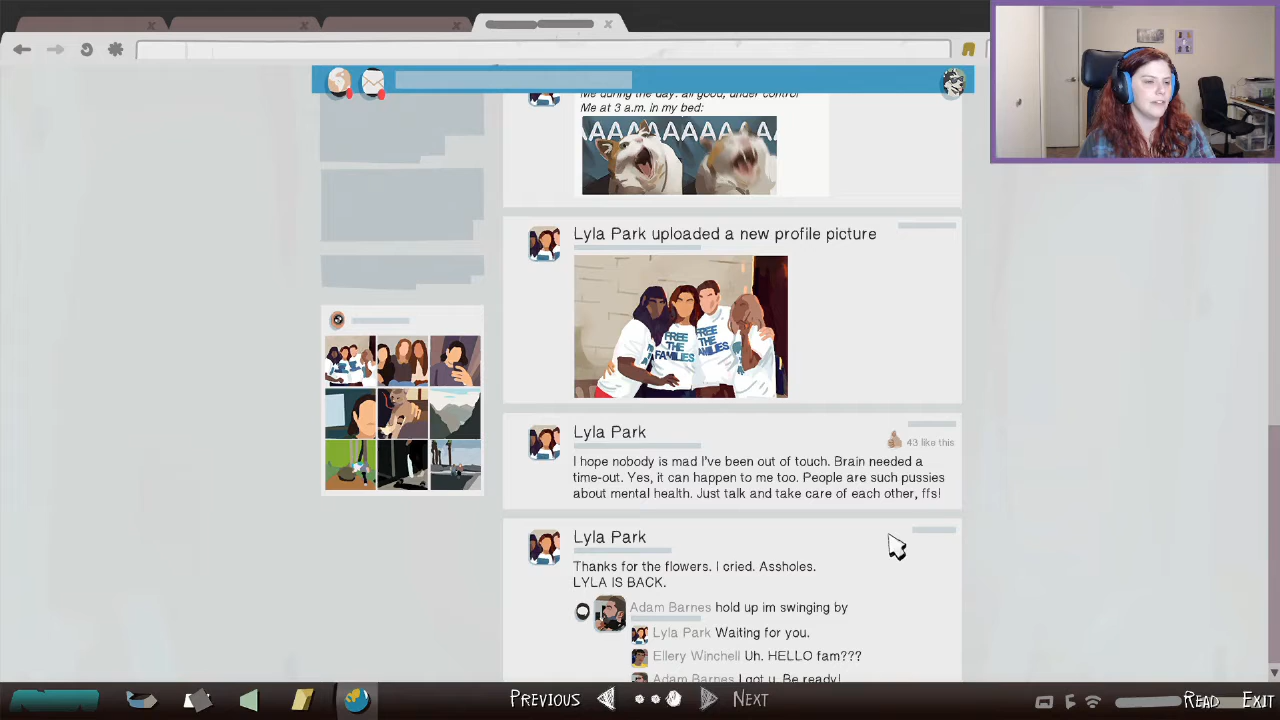 Me during the day: all good, under control
Me at 3 a.m. in my bed:
AAAAAAAAAAAA
Lyla Park uploaded a new profile picture
FREE THE FAMILIES
FREE THE FAMILIES
Lyla Park
43 like this
I hope nobody is mad I've been out of touch. Brain needed a
time-out. Yes, it can happen to me too. People are such pussies
about mental health. Just talk and take care of each other, ffs!
Lyla Park
Thanks for the flowers. I cried. Assholes.
LYLA IS BACK.
Adam Barnes hold up im swinging by
Lyla Park Waiting for you.
Ellery Winchell Uh. HELLO fam???
Adam Barnes I got u. Be ready!
PREVIOUS NEXT READ EXIT